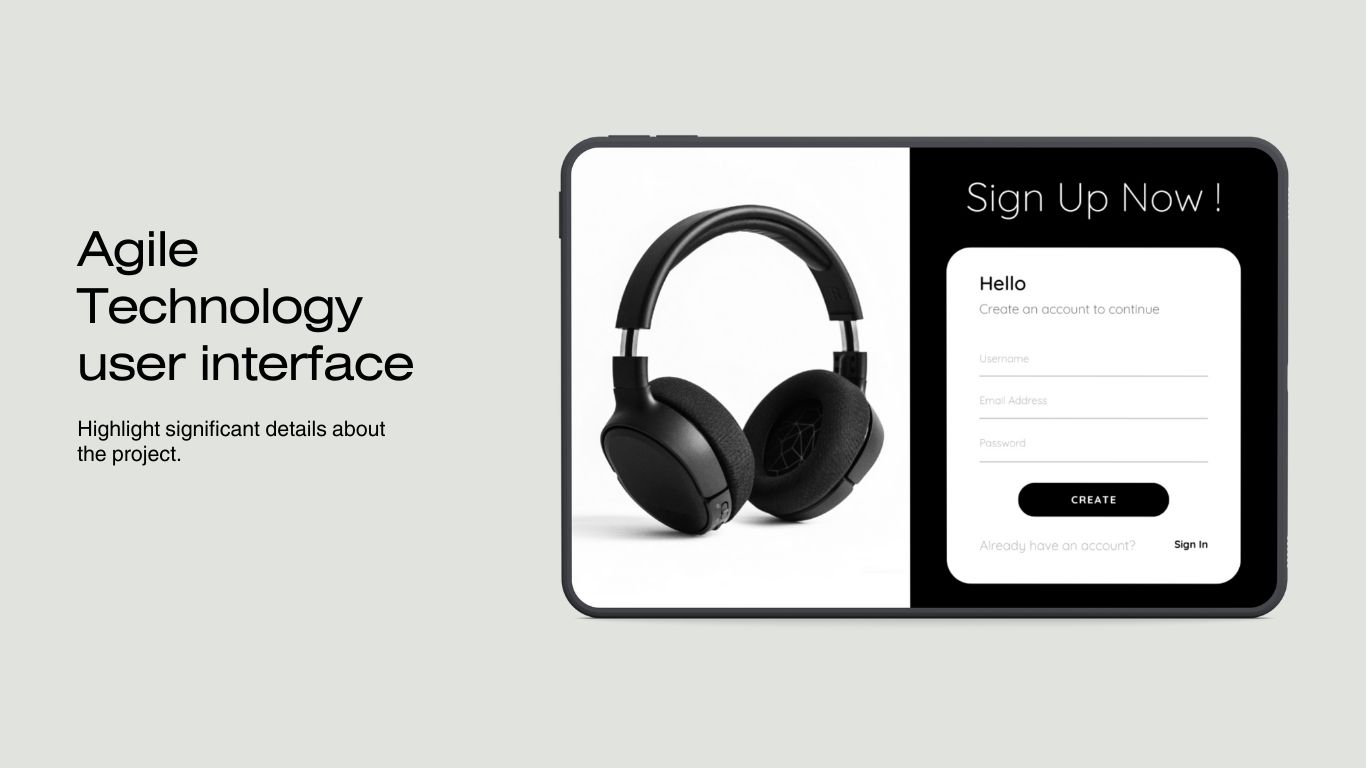 Agile
Technology
user interface
Highlight significant details about
the project.
Sign Up Now !
Hello
Create an account to continue
Username
Email Address
Password
CREATE
Already have an account? Sign In